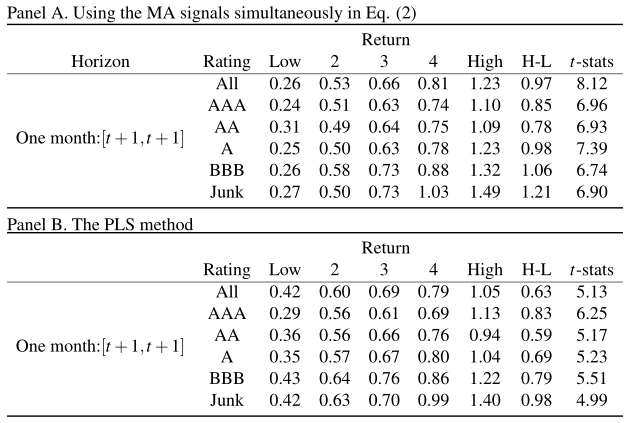 Panel A. Using the MA signals simultaneously in Eq. (2)
Return
Horizon Rating Low 2 3 4 High H-L t-stats
All 0.26 0.53 0.66 0.81 1.23 0.97 8.12
AAA 0.24 0.51 0.63 0.74 1.10 0.85 6.96
AA 0.31 0.49 0.64 0.75 1.09 0.78 6.93
One month:[t + 1, t + 1]
A 0.25 0.50 0.63 0.78 1.23 0.98 7.39
BBB 0.26 0.58 0.73 0.88 1.32 1.06 6.74
Junk 0.27 0.50 0.73 1.03 1.49 1.21 6.90
Panel B. The PLS method
Return
Rating Low 2 3 4 High H-L t-stats
All 0.42 0.60 0.69 0.79 1.05 0.63 5.13
AAA 0.29 0.56 0.61 0.69 1.13 0.83 6.25
AA 0.36 0.56 0.66 0.76 0.94 0.59 5.17
One month:[t + 1, t + 1]
A 0.35 0.57 0.67 0.80 1.04 0.69 5.23
BBB 0.43 0.64 0.76 0.86 1.22 0.79 5.51
Junk 0.42 0.63 0.70 0.99 1.40 0.98 4.99